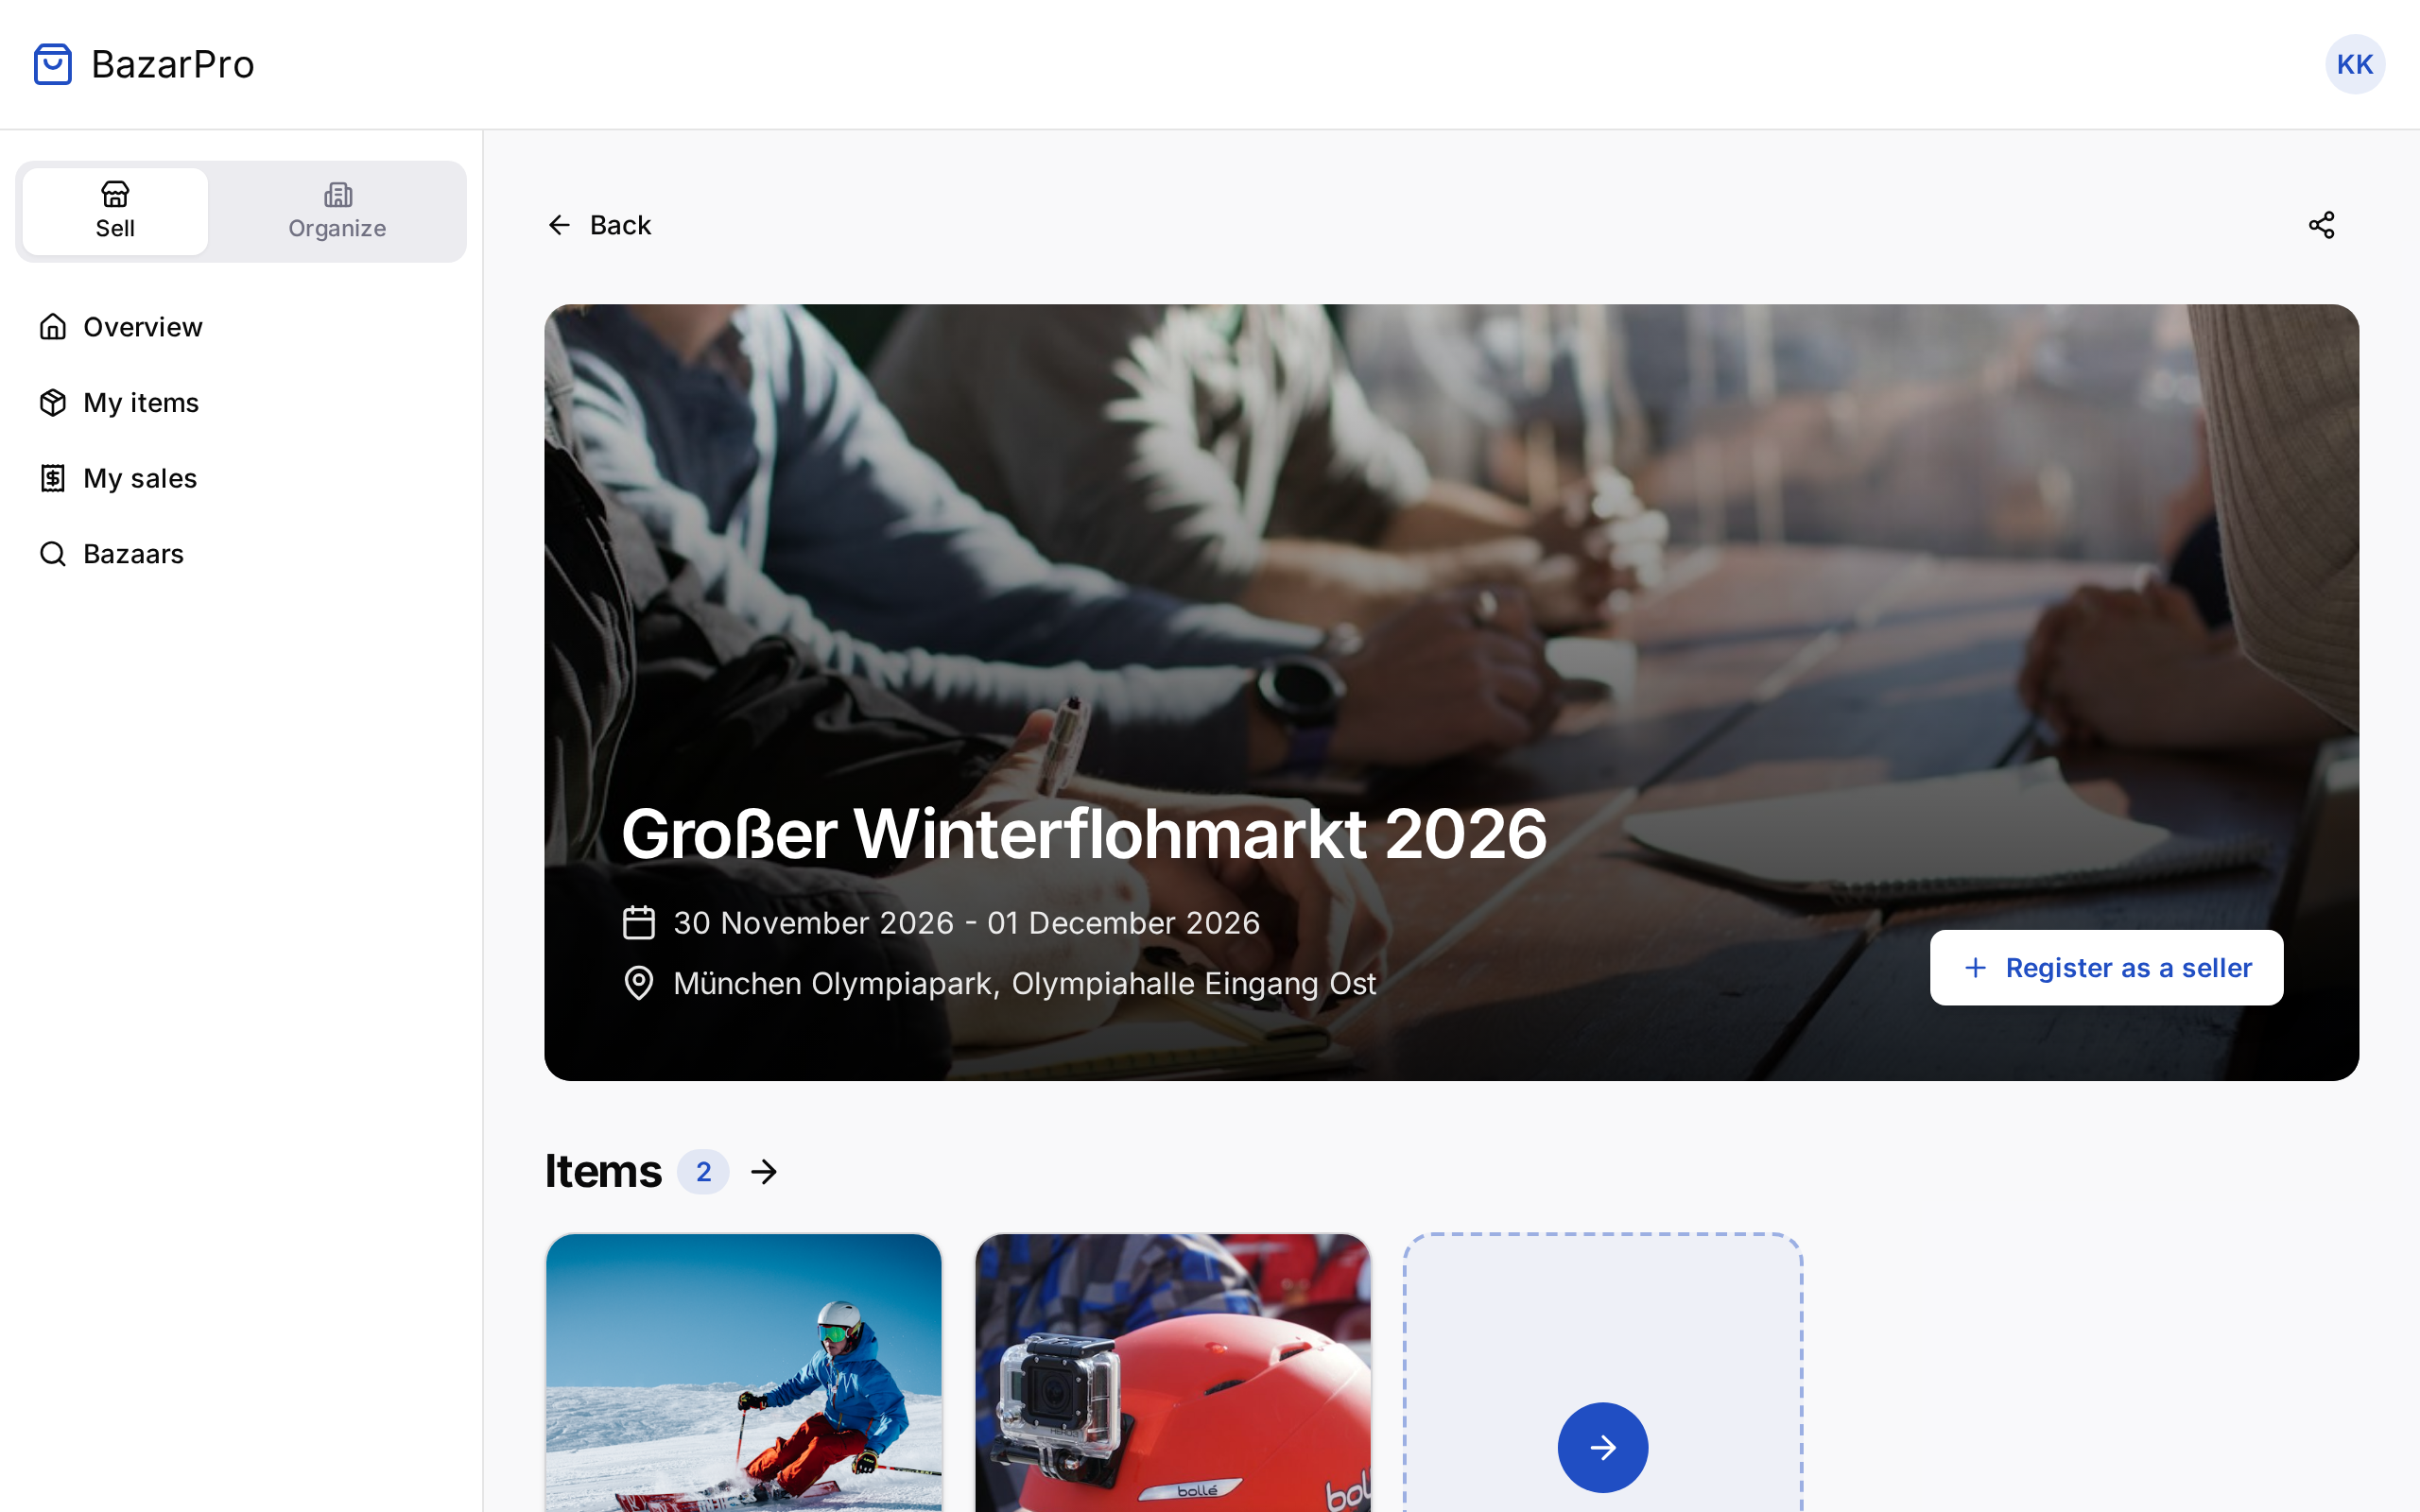 BazarPro
KK
Sell
Organize
Overview
My items
My sales
Bazaars
Back
Großer Winterflohmarkt 2026
30 November 2026 - 01 December 2026
München Olympiapark, Olympiahalle Eingang Ost
Register as a seller
Items 2
bollé
bol